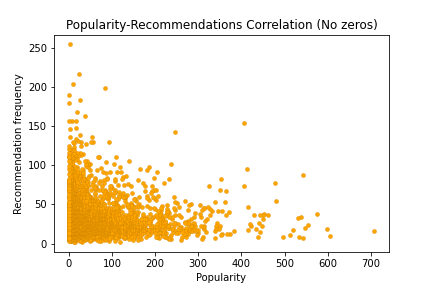 Popularity-Recommendations Correlation (No zeros)
Recommendation frequency
250
200
150
100
50
0
0 100 200 300 400 500 600 700
Popularity